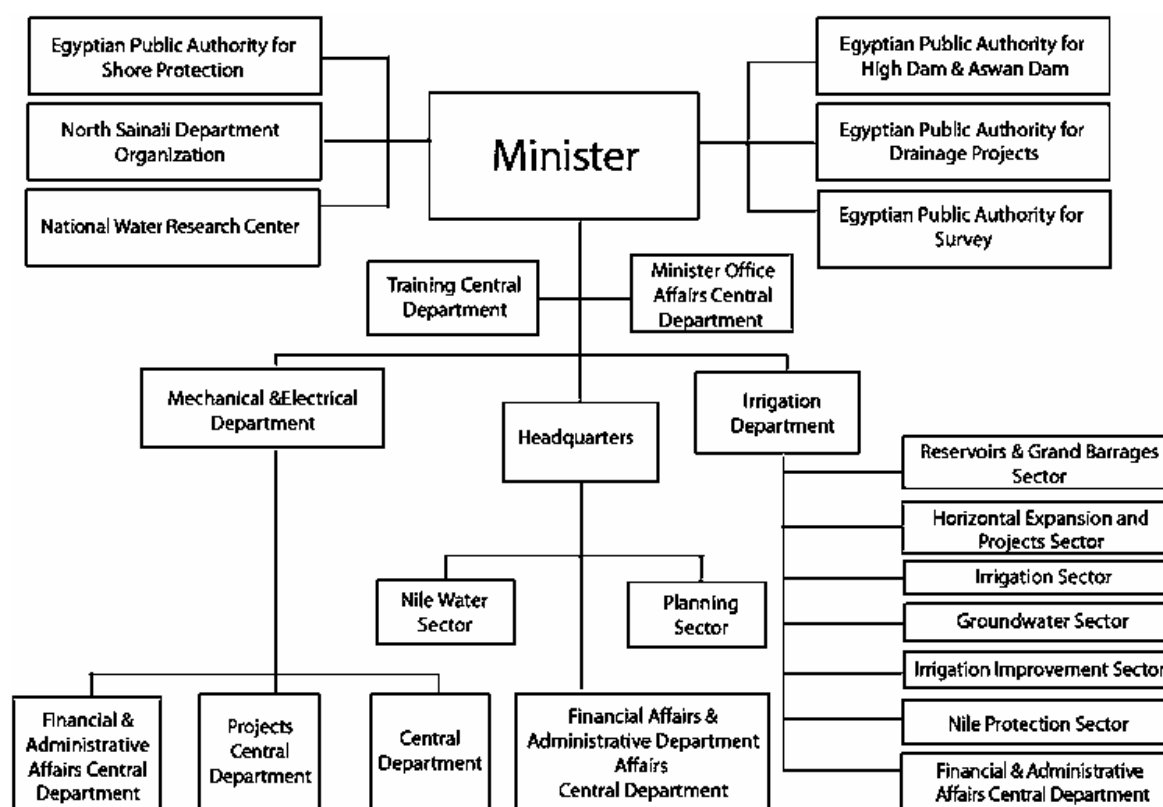 Egyptian Public Authority for
Shore Protection
North Sainali Department
Organization
National Water Research Center
Minister
Egyptian Public Authority for
High Dam & Aswan Dam
Egyptian Public Authority for
Drainage Projects
Egyptian Public Authority for
Survey
Training Central
Department
Minister Office
Affairs Central
Department
Mechanical &Electrical
Department
Headquarters
Irrigation
Department
Reservoirs & Grand Barrages
Sector
Horizontal Expansion and
Projects Sector
Irrigation Sector
Groundwater Sector
Irrigation Improvement Sector
Nile Protection Sector
Financial & Administrative
Affairs Central Department
Nile Water
Sector
Planning
Sector
Financial &
Administrative
Affairs Central
Department
Projects
Central
Department
Central
Department
Financial Affairs &
Administrative Department
Affairs
Central Department